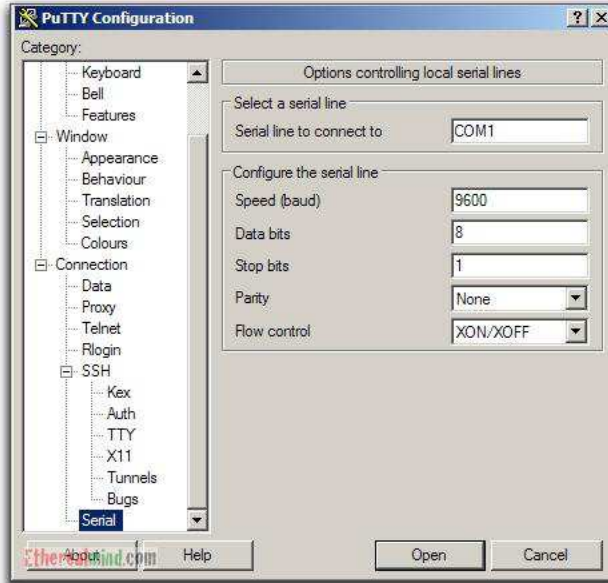 PuTTY Configuration
Category:
Keyboard
Bell
Features
Window
Appearance
Behaviour
Translation
Selection
Colours
Connection
Data
Proxy
Telnet
Rlogin
SSH
Kex
Auth
TTY
X11
Tunnels
Bugs
Serial
Options controlling local serial lines
Select a serial line
Serial line to connect to COM1
Configure the serial line
Speed (baud) 9600
Data bits 8
Stop bits 1
Parity None
Flow control XON/XOFF
About Help Open Cancel
Etherealmind.com